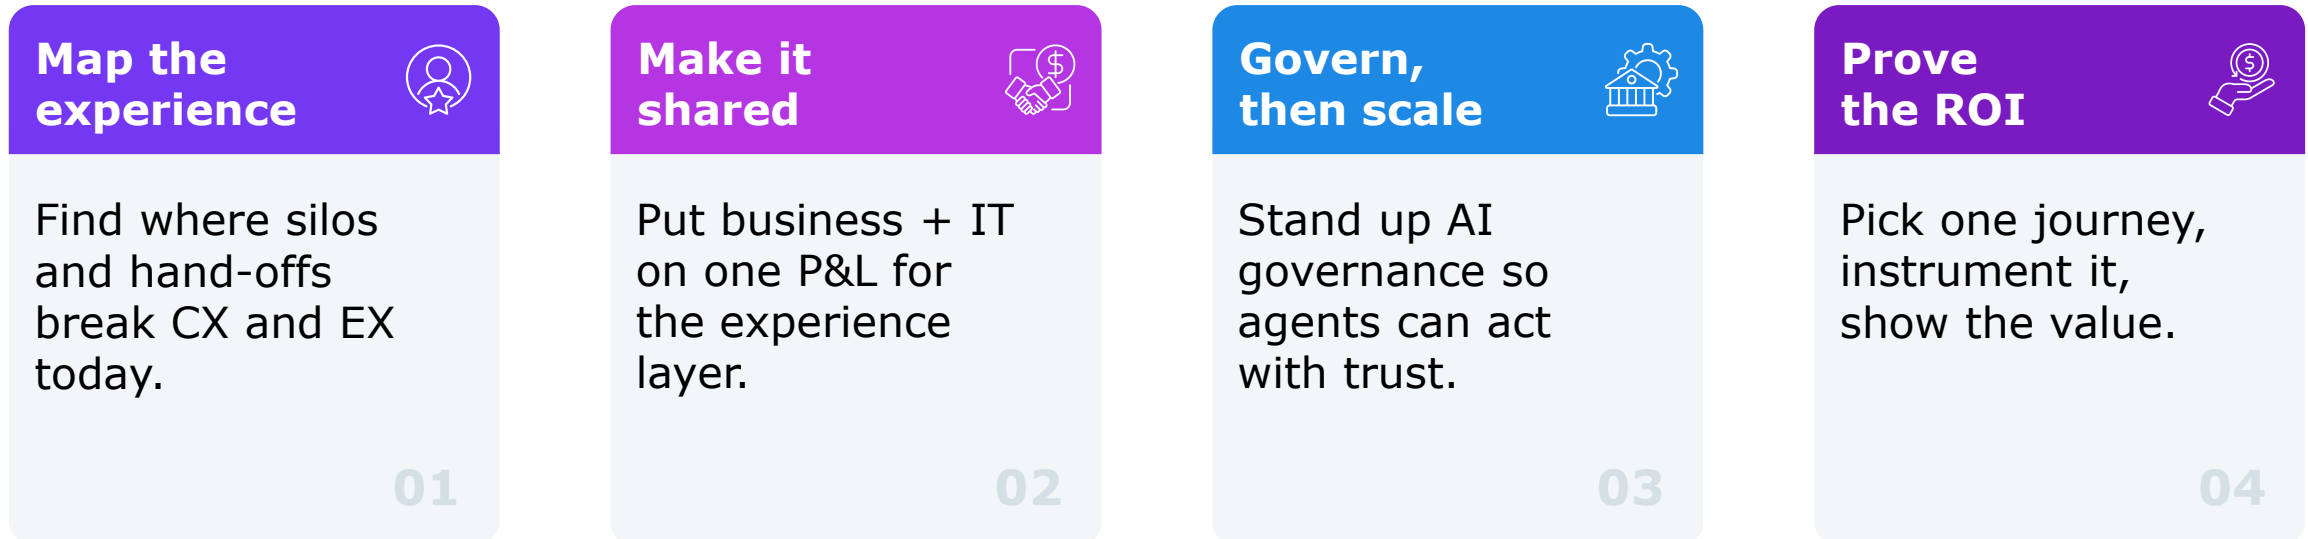 Map the
experience
Find where silos
and hand-offs
break CX and EX
today.
01
Make it
shared
$
Put business + IT
on one P&L for
the experience
layer.
02
Govern,
then scale
Stand up AI
governance so
agents can act
with trust.
03
Prove
the ROI
$
Pick one journey,
instrument it,
show the value.
04